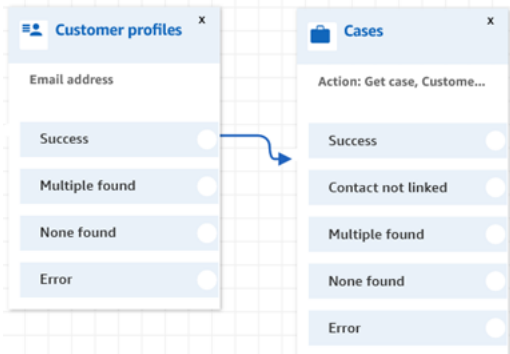 Customer profiles
x
Email address
Success
Multiple found
None found
Error
Cases
x
Action: Get case, Custome...
Success
Contact not linked
Multiple found
None found
Error